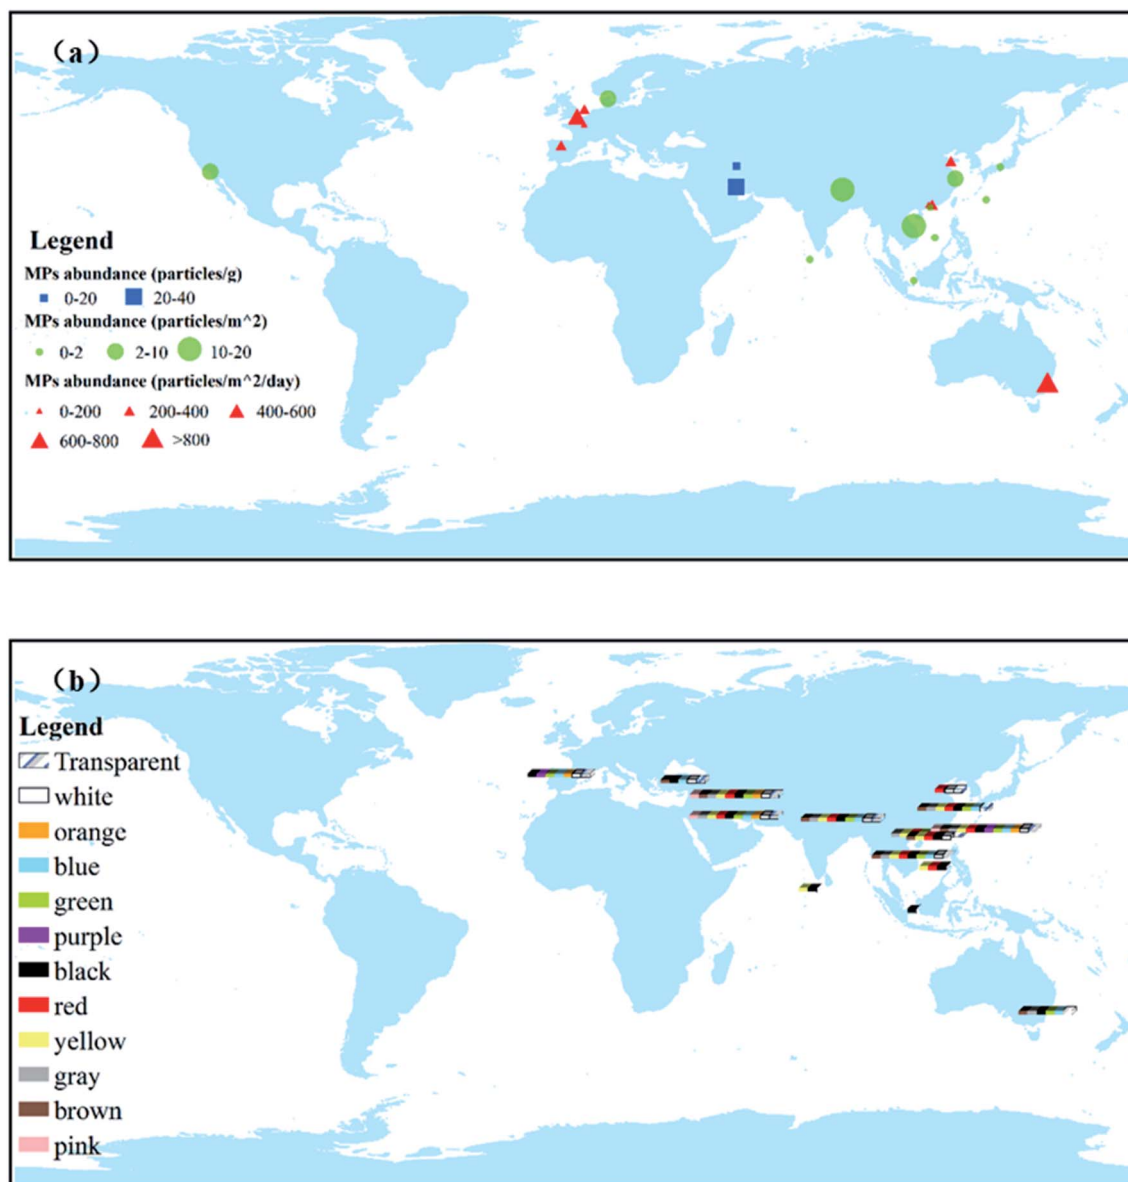 (a)
Legend
MPs abundance (particles/g)
0-20 20-40
MPs abundance (particles/m^2)
0-2 2-10 10-20
MPs abundance (particles/m^2/day)
0-200 200-400 400-600
600-800 >800
(b)
Legend
Transparent
white
orange
blue
green
purple
black
red
yellow
gray
brown
pink